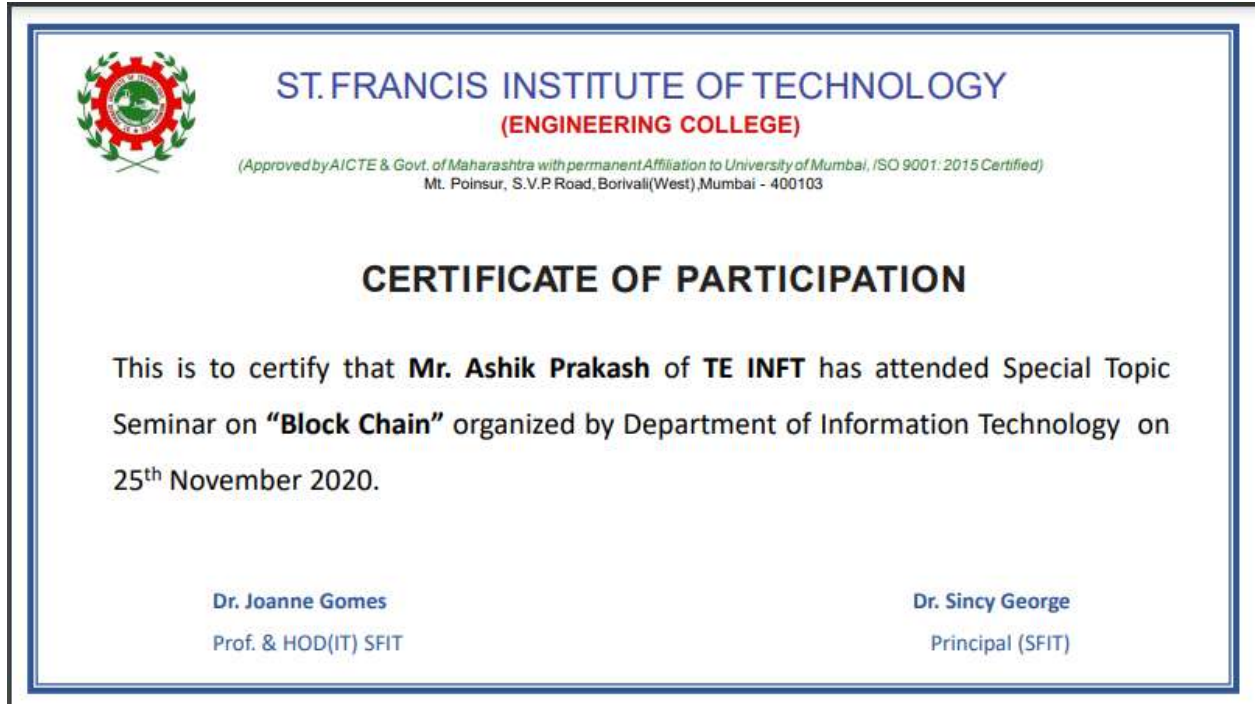 ST. FRANCIS INSTITUTE OF TECHNOLOGY
(ENGINEERING COLLEGE)
(Approved by AICTE & Govt. of Maharashtra with permanent Affiliation to University of Mumbai, ISO 9001: 2015 Certified)
Mt. Poinsur, S.V.P. Road, Borivali(West),Mumbai - 400103
CERTIFICATE OF PARTICIPATION
This is to certify that Mr. Ashik Prakash of TE INFT has attended Special Topic
Seminar on “Block Chain” organized by Department of Information Technology on
25th November 2020.
Dr. Joanne Gomes
Dr. Sincy George
Prof. & HOD(IT) SFIT
Principal (SFIT)